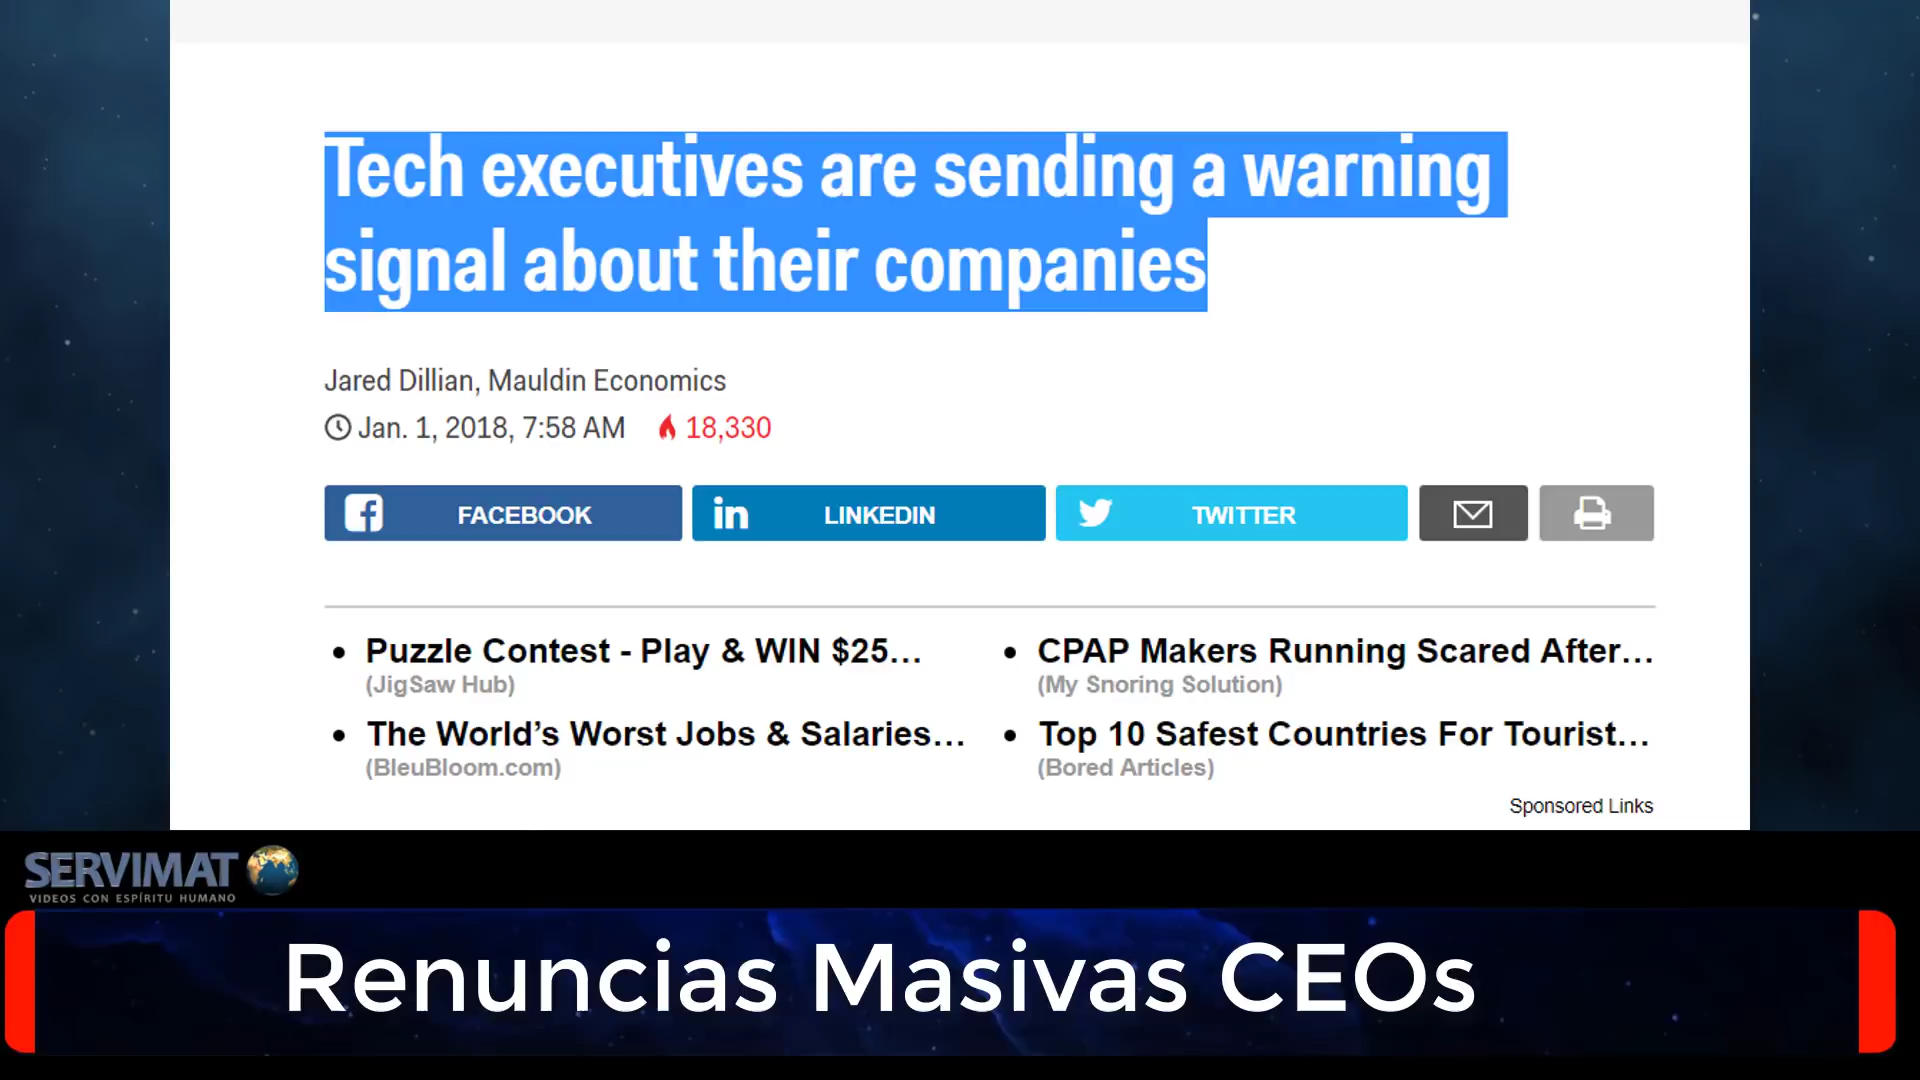 Tech executives are sending a warning
signal about their companies
Jared Dillian, Mauldin Economics
Jan. 1, 2018, 7:58 AM 18,330
FACEBOOK LINKEDIN TWITTER
Puzzle Contest - Play & WIN $25…
(JigSaw Hub)
The World’s Worst Jobs & Salaries…
(BleuBloom.com)
CPAP Makers Running Scared After…
(My Snoring Solution)
Top 10 Safest Countries For Tourist…
(Bored Articles)
Sponsored Links
SERVIMAT
VIDEOS CON ESPÍRITU HUMANO
Renuncias Masivas CEOs